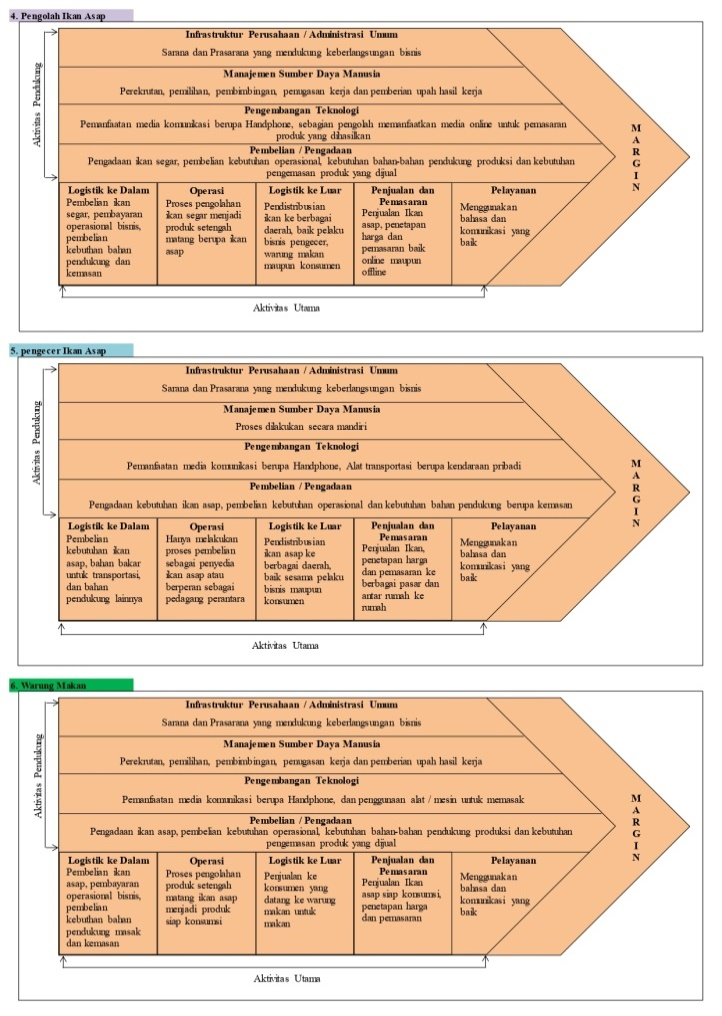 4. Pengolah Ikan Asap
Aktivitas Pendukung
Infrastruktur Perusahaan / Administrasi Umum
Sarana dan Prasarana yang mendukung keberlangsungan bisnis
Manajemen Sumber Daya Manusia
Perekrutan, pemilihan, pembimbingan, penugasan kerja dan pemberian upah hasil kerja
Pengembangan Teknologi
Pemanfaatan media komunikasi berupa Handphone, sebagian pengolah memanfaatkan media online untuk pemasaran
produk yang dihasilkan
Pembelian / Pengadaan
Pengadaan ikan segar, pembelian kebutuhan operasional, kebutuhan bahan-bahan pendukung produksi dan kebutuhan
pengemasan produk yang dijual
Logistik ke Dalam
Pembelian ikan
segar, pembayaran
operasional bisnis,
pembelian
kebuthan bahan
pendukung dan
kemasan
Operasi
Proses pengolahan
ikan segar menjadi
produk setengah
matang berupa ikan
asap
Logistik ke Luar
Pendistribusian
ikan ke berbagai
daerah, baik pelaku
bisnis pengecer,
warung makan
maupun konsumen
Penjualan dan
Pemasaran
Penjualan Ikan
asap, penetapan
harga dan
pemasaran baik
online maupun
offline
Pelayanan
Menggunakan
bahasa dan
komunikasi yang
baik
M
A
R
G
I
N
Aktivitas Utama
5. pengecer Ikan Asap
Aktivitas Pendukung
Infrastruktur Perusahaan / Administrasi Umum
Sarana dan Prasarana yang mendukung keberlangsungan bisnis
Manajemen Sumber Daya Manusia
Proses dilakukan secara mandiri
Pengembangan Teknologi
Pemanfaatan media komunikasi berupa Handphone, Alat transportasi berupa kendaraan pribadi
Pembelian / Pengadaan
Pengadaan kebutuhan ikan asap, pembelian kebutuhan operasional dan kebutuhan bahan pendukung berupa kemasan
Logistik ke Dalam
Pembelian
kebutuhan ikan
asap, bahan bakar
untuk transportasi,
dan bahan
pendukung lainnya
Operasi
Hanya melakukan
proses pembelian
sebagai penyedia
ikan asap atau
berperan sebagai
pedagang perantara
Logistik ke Luar
Pendistribusian
ikan asap ke
berbagai daerah,
baik sesama pelaku
bisnis maupun
konsumen
Penjualan dan
Pemasaran
Penjualan Ikan,
penetapan harga
dan pemasaran ke
berbagai pasar dan
antar rumah ke
rumah
Pelayanan
Menggunakan
bahasa dan
komunikasi yang
baik
M
A
R
G
I
N
Aktivitas Utama
6. Warung Makan
Aktivitas Pendukung
Infrastruktur Perusahaan / Administrasi Umum
Sarana dan Prasarana yang mendukung keberlangsungan bisnis
Manajemen Sumber Daya Manusia
Perekrutan, pemilihan, pembimbingan, penugasan kerja dan pemberian upah hasil kerja
Pengembangan Teknologi
Pemanfaatan media komunikasi berupa Handphone, dan penggunaan alat / mesin untuk memasak
Pembelian / Pengadaan
Pengadaan ikan asap, pembelian kebutuhan operasional, kebutuhan bahan-bahan pendukung produksi dan kebutuhan
pengemasan produk yang dijual
Logistik ke Dalam
Pembelian ikan
asap, pembayaran
operasional bisnis,
pembelian
kebuthan bahan
pendukung masak
dan kemasan
Operasi
Proses pengolahan
produk setengah
matang ikan asap
menjadi produk
siap konsumsi
Logistik ke Luar
Penjualan ke
konsumen yang
datang ke warung
makan untuk
makan
Penjualan dan
Pemasaran
Penjualan Ikan
asap siap konsumsi,
penetapan harga
dan pemasaran
Pelayanan
Menggunakan
bahasa dan
komunikasi yang
baik
M
A
R
G
I
N
Aktivitas Utama